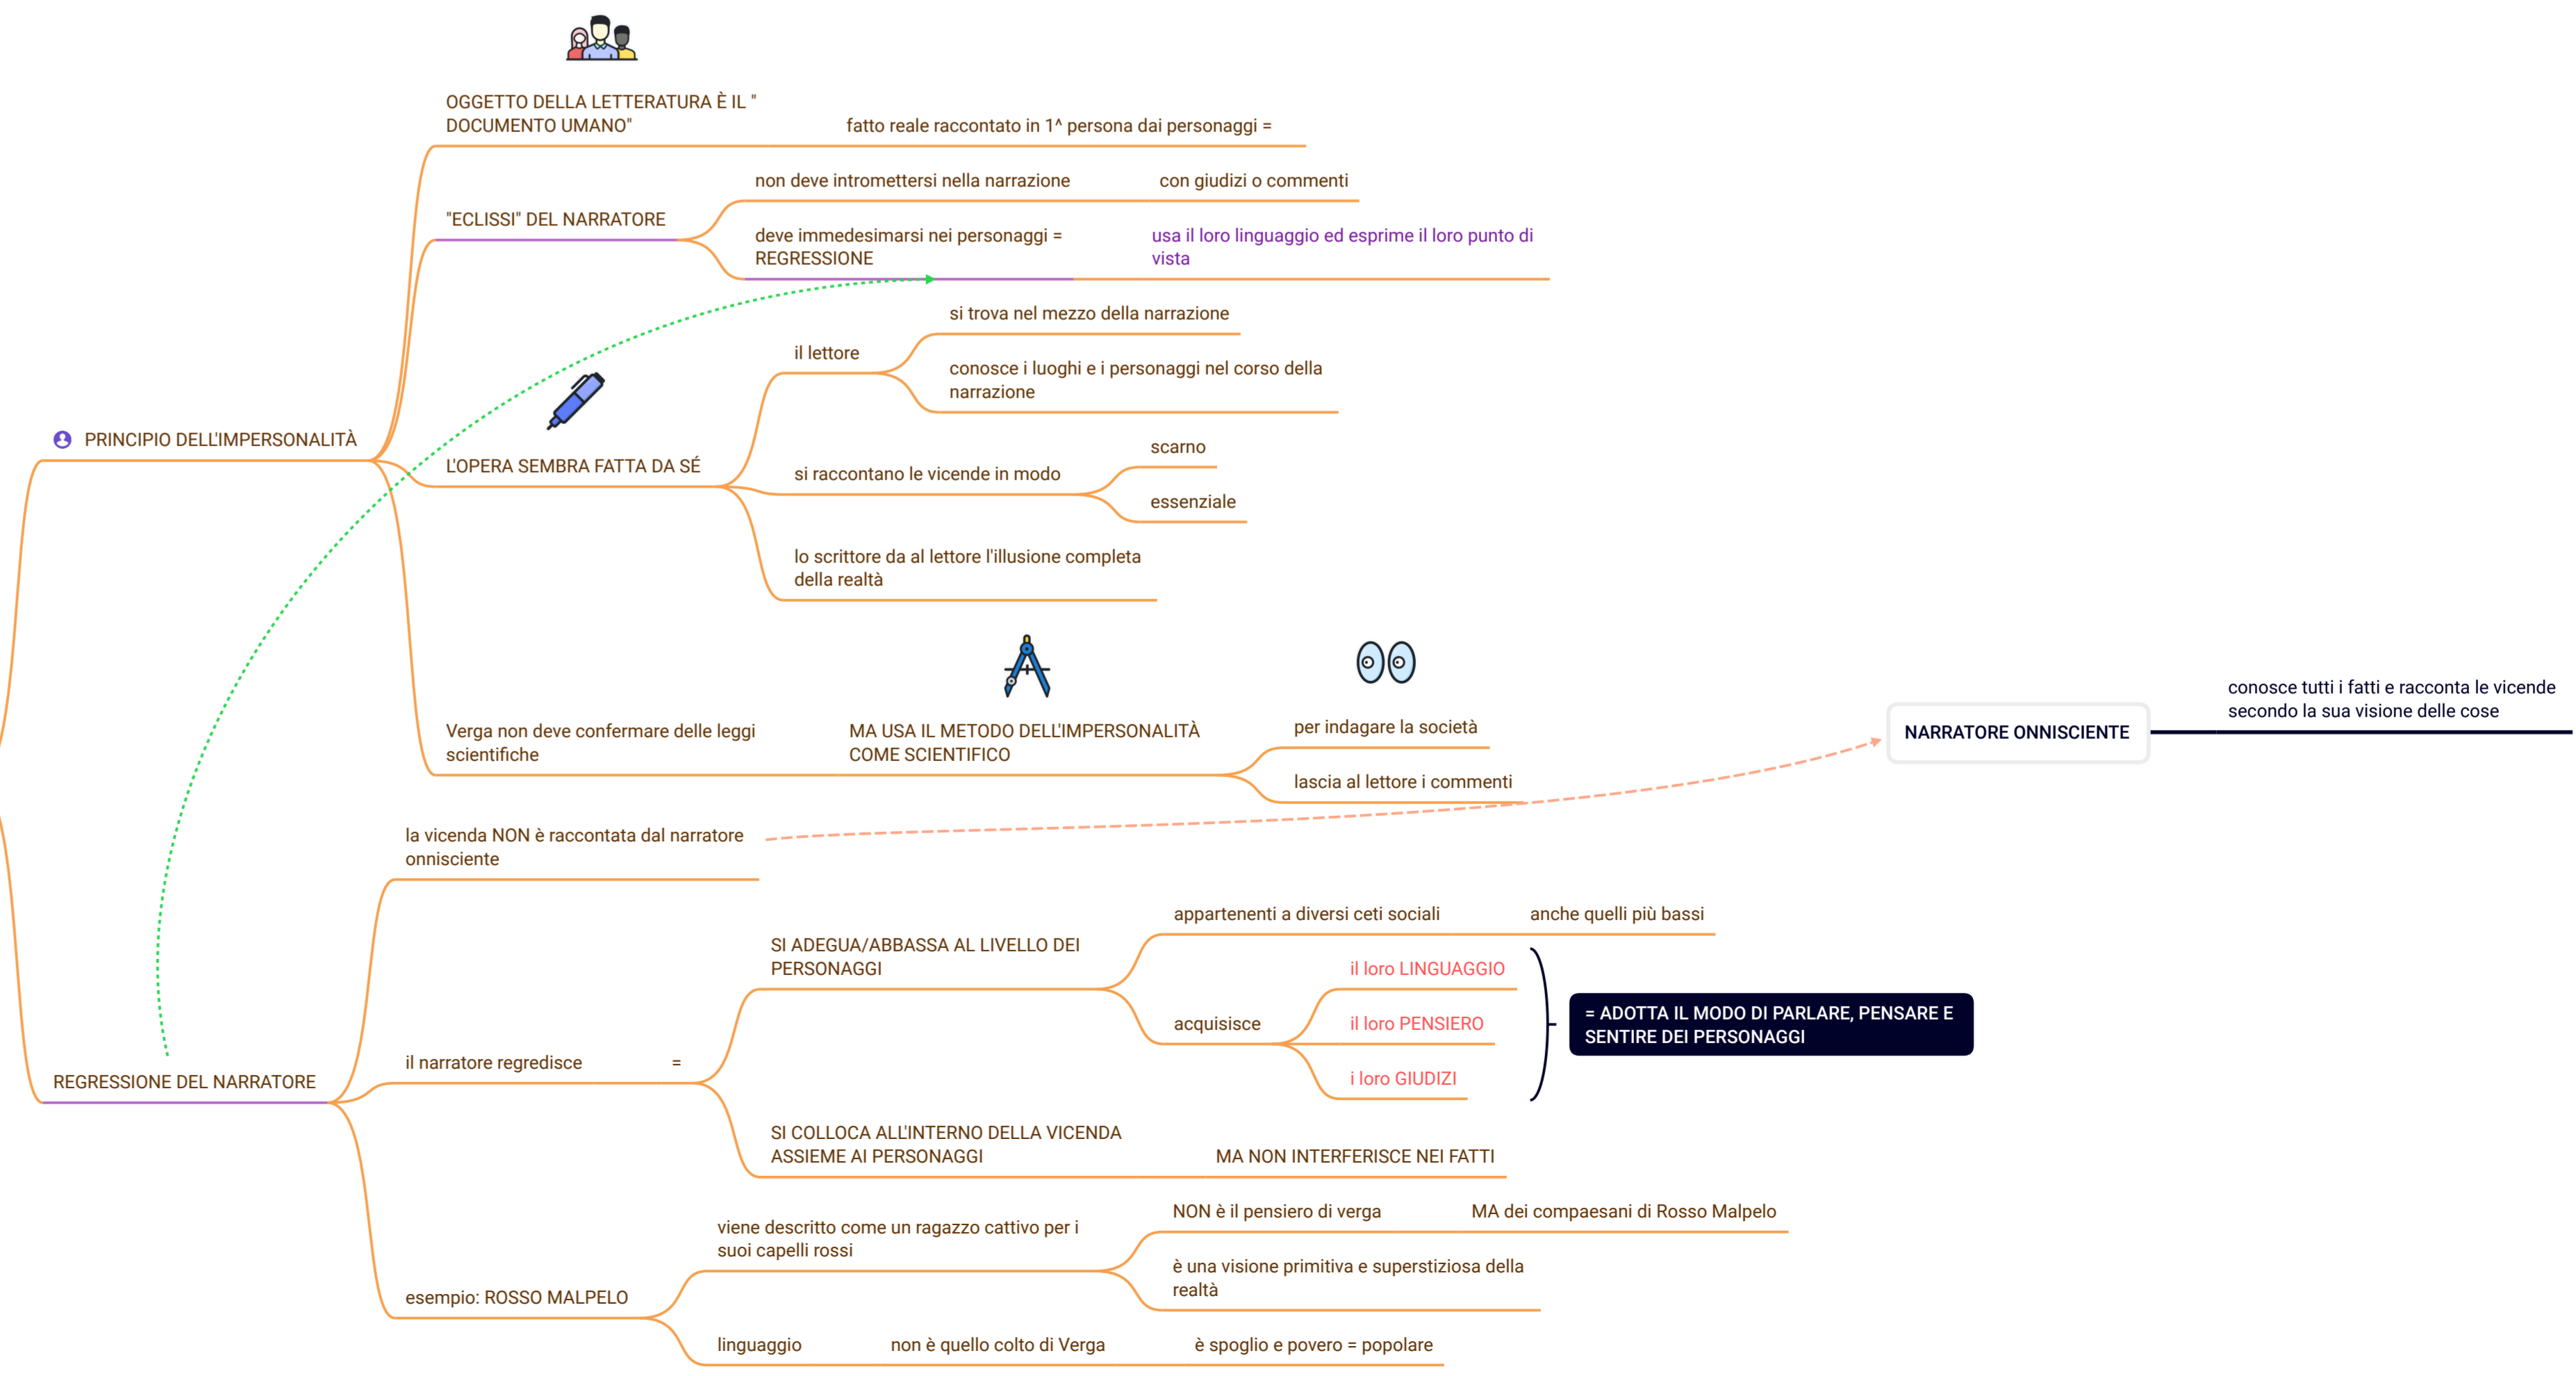 OGGETTO DELLA LETTERATURA È IL "
DOCUMENTO UMANO"
fatto reale raccontato in 1^ persona dai personaggi =
non deve intromettersi nella narrazione
con giudizi o commenti
"ECLISSI" DEL NARRATORE
deve immedesimarsi nei personaggi =
REGRESSIONE
usa il loro linguaggio ed esprime il loro punto di
vista
si trova nel mezzo della narrazione
il lettore
conosce i luoghi e i personaggi nel corso della
narrazione
PRINCIPIO DELL'IMPERSONALITÀ
L'OPERA SEMBRA FATTA DA SÉ
si raccontano le vicende in modo
scarno
essenziale
lo scrittore da al lettore l'illusione completa
della realtà
Verga non deve confermare delle leggi
scientifiche
MA USA IL METODO DELL'IMPERSONALITÀ
COME SCIENTIFICO
per indagare la società
lascia al lettore i commenti
NARRATORE ONNISCIENTE
conosce tutti i fatti e racconta le vicende
secondo la sua visione delle cose
la vicenda NON è raccontata dal narratore
onnisciente
appartenenti a diversi ceti sociali
anche quelli più bassi
SI ADEGUA/ABBASSA AL LIVELLO DEI
PERSONAGGI
il loro LINGUAGGIO
acquisisce
il loro PENSIERO
i loro GIUDIZI
= ADOTTA IL MODO DI PARLARE, PENSARE E
SENTIRE DEI PERSONAGGI
il narratore regredisce
=
REGRESSIONE DEL NARRATORE
SI COLLOCA ALL'INTERNO DELLA VICENDA
ASSIEME AI PERSONAGGI
MA NON INTERFERISCE NEI FATTI
viene descritto come un ragazzo cattivo per i
suoi capelli rossi
NON è il pensiero di verga
MA dei compaesani di Rosso Malpelo
è una visione primitiva e superstiziosa della
realtà
esempio: ROSSO MALPELO
linguaggio
non è quello colto di Verga
è spoglio e povero = popolare